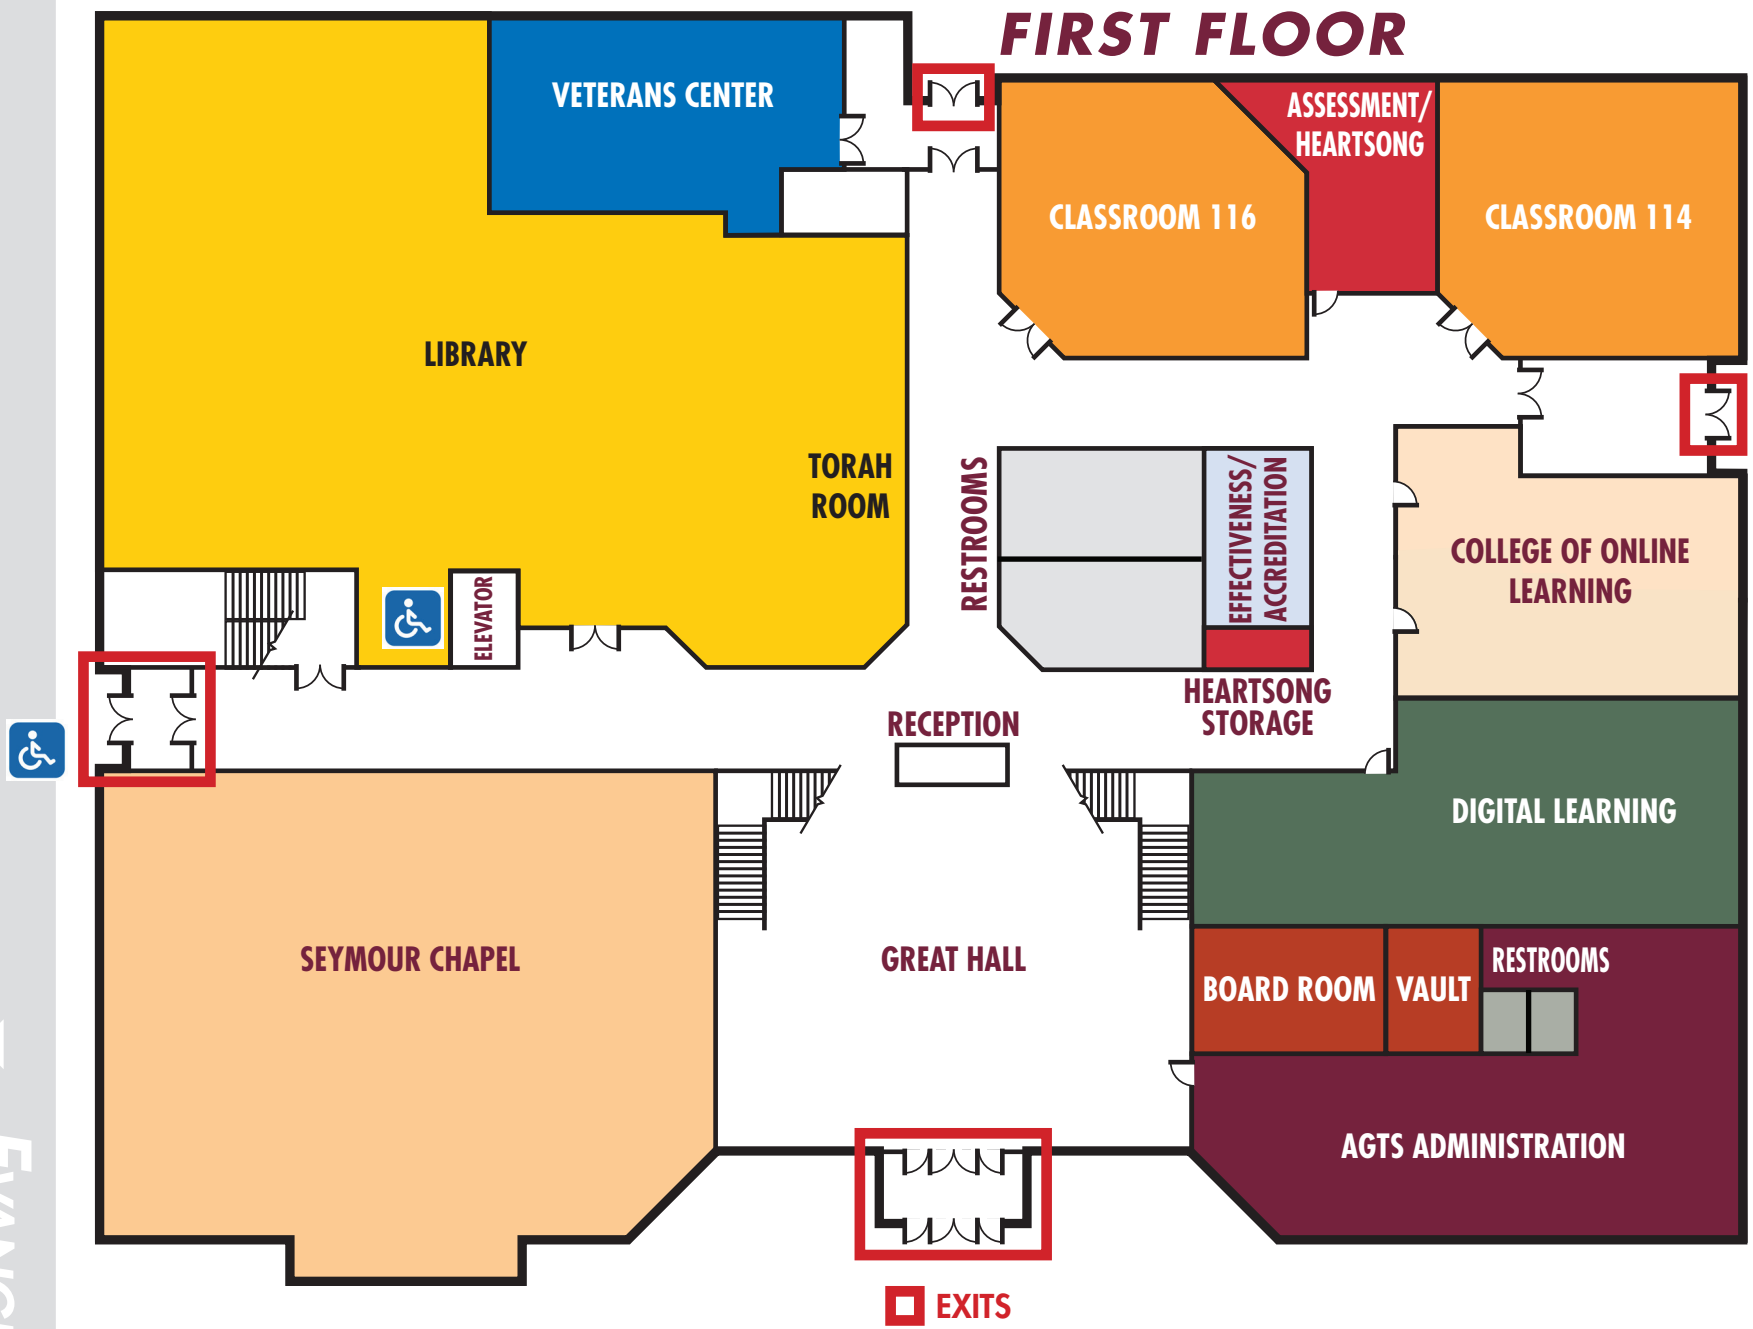 FIRST FLOOR
VETERANS CENTER
ASSESSMENT/
HEARTSONG
CLASSROOM 116
CLASSROOM 114
LIBRARY
TORAH
ROOM
RESTROOMS
EFFECTIVENESS/
ACCREDITATION
COLLEGE OF ONLINE
LEARNING
ELEVATOR
HEARTSONG
STORAGE
RECEPTION
DIGITAL LEARNING
SEYMOUR CHAPEL
GREAT HALL
BOARD ROOM
VAULT
RESTROOMS
AGTS ADMINISTRATION
EXITS